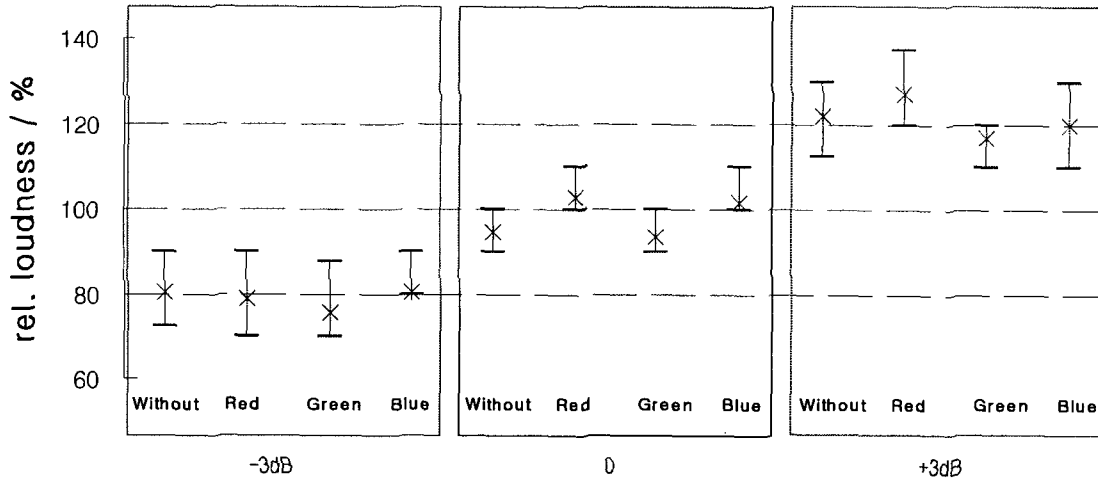 rel. loudness / %
140
120
100
80
60
Without Red Green Blue
Without Red Green Blue
Without Red Green Blue
-3dB
0
+3dB